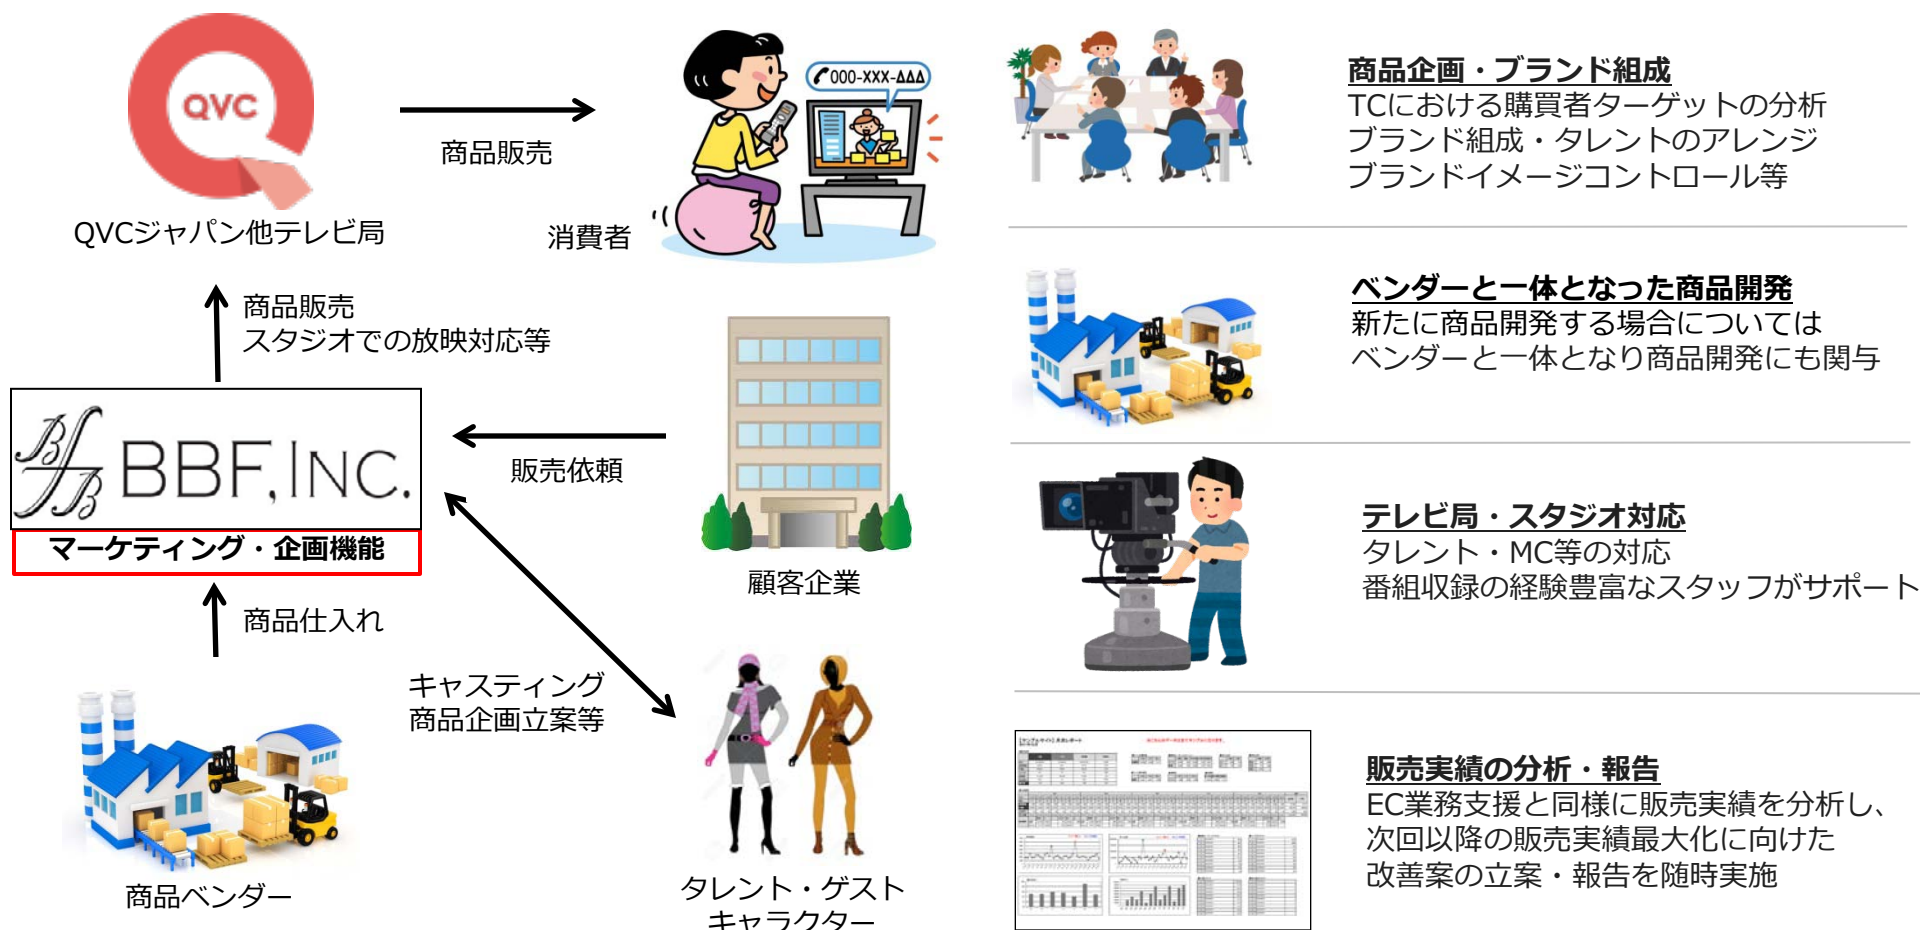 QVC
QVCジャパン他テレビ局
商品販売
000-XXX-ΔΔΔ
消費者
商品販売
スタジオでの放映対応等
BBF, INC.
マーケティング・企画機能
販売依頼
顧客企業
商品仕入れ
キャスティング
商品企画立案等
商品ベンダー
タレント・ゲスト
キャラクター
商品企画・ブランド組成
TCにおける購買者ターゲットの分析
ブランド組成・タレントのアレンジ
ブランドイメージコントロール等
ベンダーと一体となった商品開発
新たに商品開発する場合については
ベンダーと一体となり商品開発にも関与
テレビ局・スタジオ対応
タレント・MC等の対応
番組収録の経験豊富なスタッフがサポート
販売実績の分析・報告
EC業務支援と同様に販売実績を分析し、
次回以降の販売実績最大化に向けた
改善案の立案・報告を随時実施